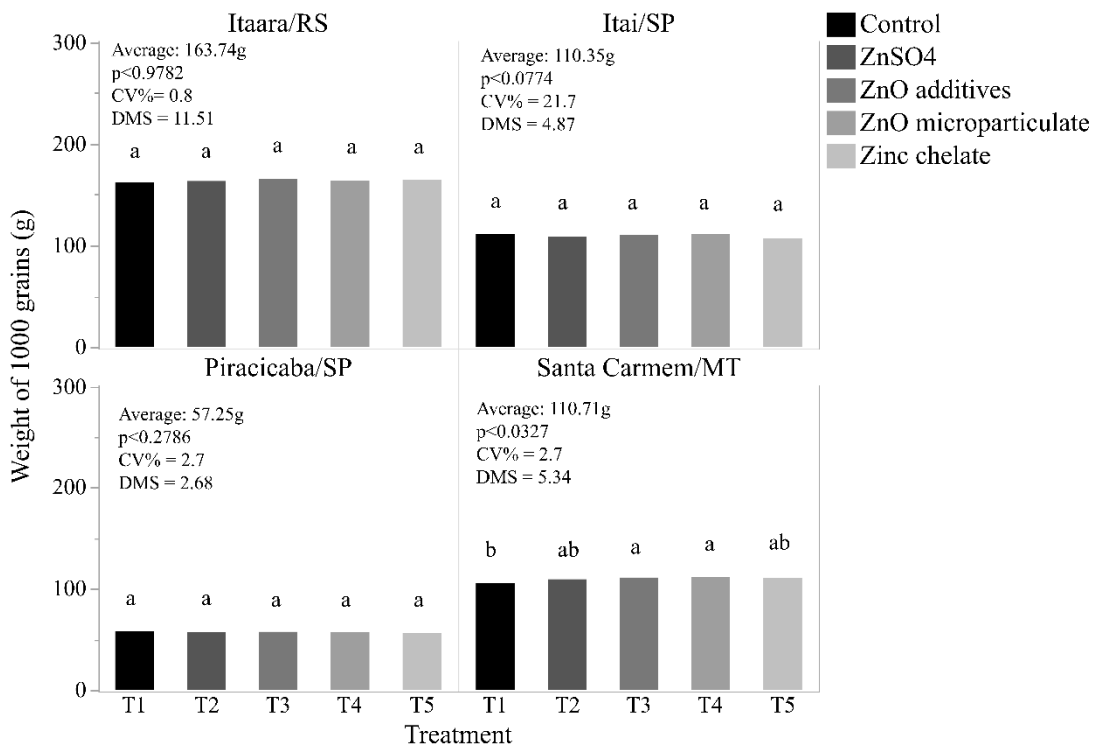 Itaara/RS
Average: 163.74g
p<0.9782
CV%= 0.8
DMS = 11.51
a a a a a
300
200
100
0
Itai/SP
Average: 110.35g
p<0.0774
CV% = 21.7
DMS = 4.87
a a a a a
Control
ZnSO4
ZnO additives
ZnO microparticulate
Zinc chelate
Weight of 1000 grains (g)
Piracicaba/SP
Average: 57.25g
p<0.2786
CV% = 2.7
DMS = 2.68
a a a a a
300
200
100
0
T1 T2 T3 T4 T5
Santa Carmem/MT
Average: 110.71g
p<0.0327
CV% = 2.7
DMS = 5.34
b ab a a ab
T1 T2 T3 T4 T5
Treatment